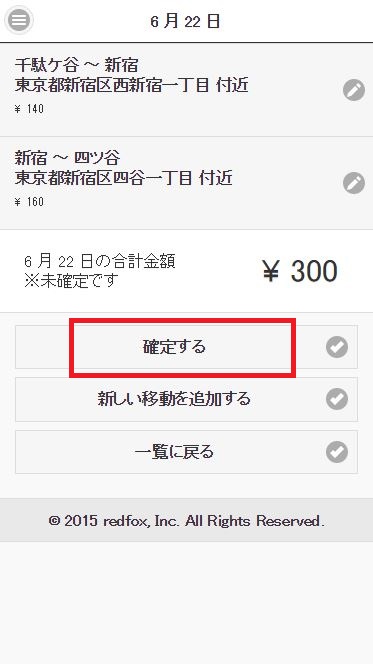 6 月 22 日
千駄ケ谷 ～ 新宿
東京都新宿区西新宿一丁目 付近
¥ 140
新宿 ～ 四ツ谷
東京都新宿区四谷一丁目 付近
¥ 160
6 月 22 日の合計金額
※未確定です
¥ 300
確定する
新しい移動を追加する
一覧に戻る
© 2015 redfox, Inc. All Rights Reserved.